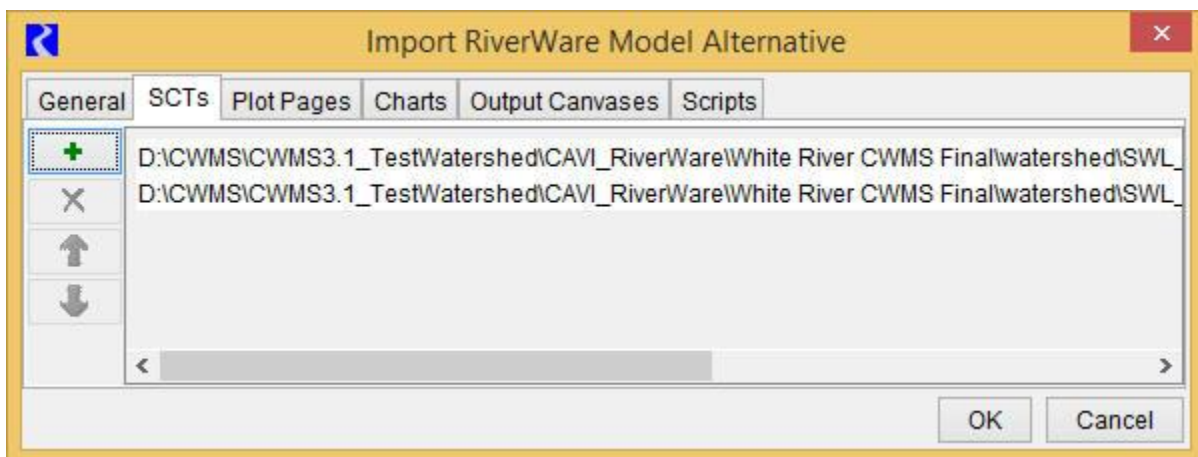 Import RiverWare Model Alternative
General SCTs Plot Pages Charts Output Canvases Scripts
D:\CWMS\CWMS3.1_TestWatershed\CAVI_RiverWare\White River CWMS Final\watershed\SWL_
D:\CWMS\CWMS3.1_TestWatershed\CAVI_RiverWare\White River CWMS Final\watershed\SWL_
OK Cancel